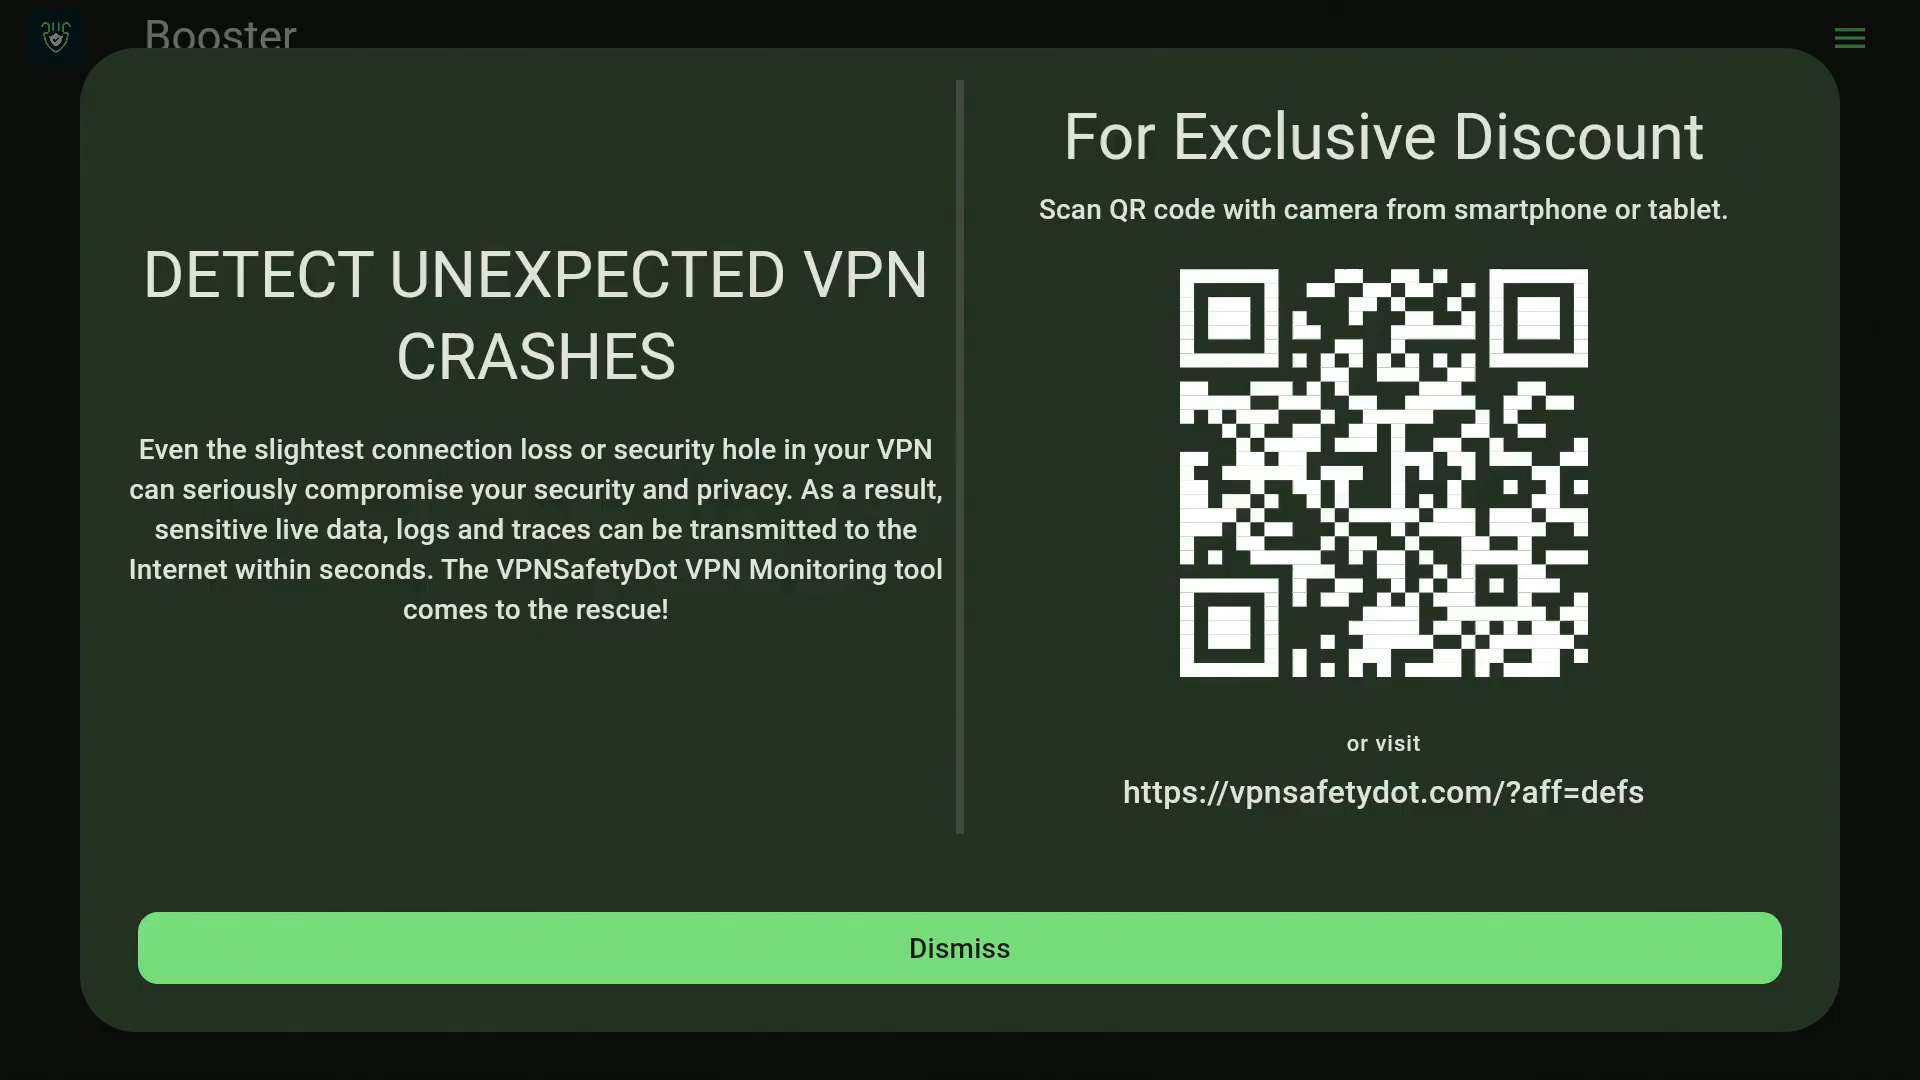 Booster
DETECT UNEXPECTED VPN
CRASHES
Even the slightest connection loss or security hole in your VPN
can seriously compromise your security and privacy. As a result,
sensitive live data, logs and traces can be transmitted to the
Internet within seconds. The VPNSafetyDot VPN Monitoring tool
comes to the rescue!
For Exclusive Discount
Scan QR code with camera from smartphone or tablet.
or visit
https://vpnsafetydot.com/?aff=defs
Dismiss